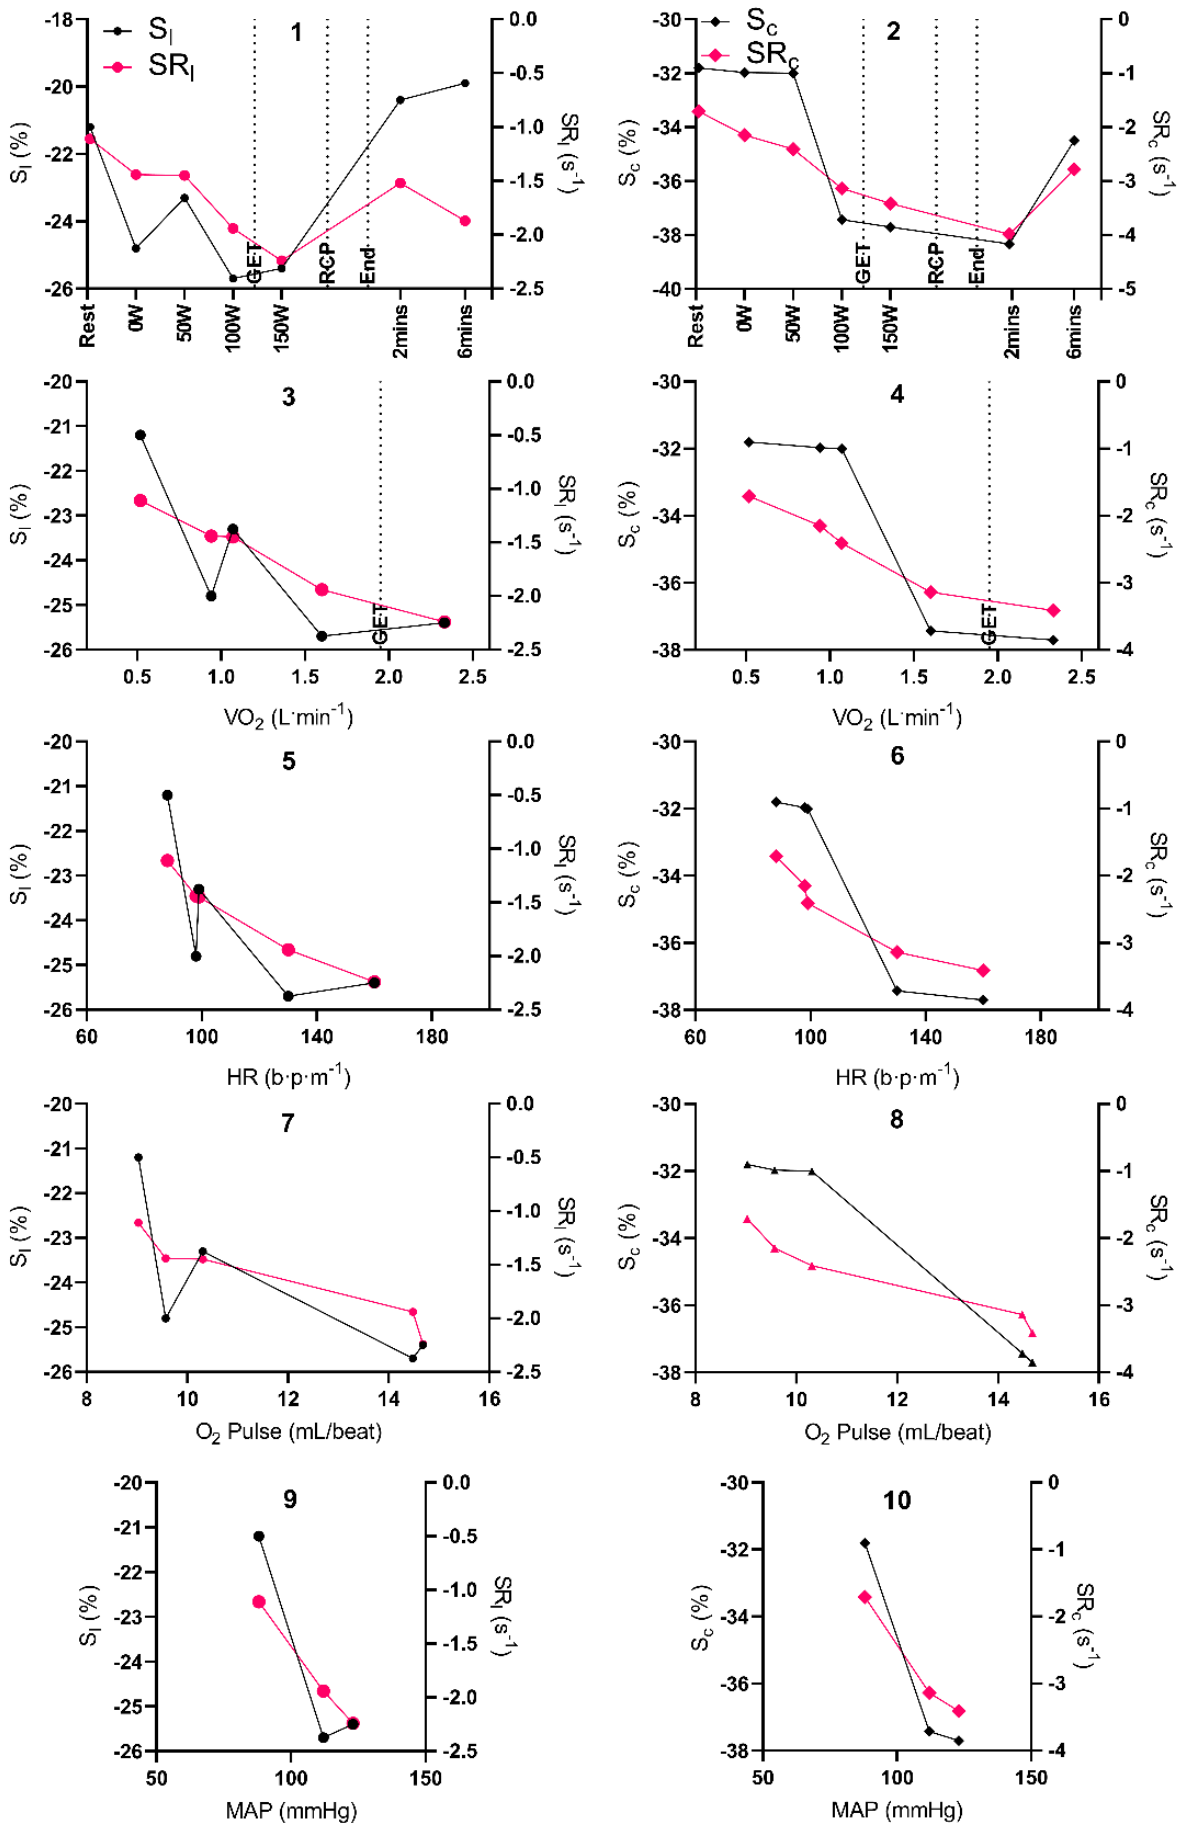 1
S_l
SR_l
-18
-20
-22
-24
-26
S_l (%)
0.0
-0.5
-1.0
-1.5
-2.0
-2.5
SR_l (s⁻¹)
GET
RCP
End
Rest
0W
50W
100W
150W
2mins
6mins
2
S_c
SR_c
-30
-32
-34
-36
-38
-40
S_c (%)
0
-1
-2
-3
-4
-5
SR_c (s⁻¹)
GET
RCP
End
Rest
0W
50W
100W
150W
2mins
6mins
3
-20
-21
-22
-23
-24
-25
-26
S_l (%)
0.0
-0.5
-1.0
-1.5
-2.0
-2.5
SR_l (s⁻¹)
GET
0.5 1.0 1.5 2.0 2.5
VO₂ (L·min⁻¹)
4
-30
-32
-34
-36
-38
S_c (%)
0
-1
-2
-3
-4
SR_c (s⁻¹)
GET
0.5 1.0 1.5 2.0 2.5
VO₂ (L·min⁻¹)
5
-20
-21
-22
-23
-24
-25
-26
S_l (%)
0.0
-0.5
-1.0
-1.5
-2.0
-2.5
SR_l (s⁻¹)
60 100 140 180
HR (b·p·m⁻¹)
6
-30
-32
-34
-36
-38
S_c (%)
0
-1
-2
-3
-4
SR_c (s⁻¹)
60 100 140 180
HR (b·p·m⁻¹)
7
-20
-21
-22
-23
-24
-25
-26
S_l (%)
0.0
-0.5
-1.0
-1.5
-2.0
-2.5
SR_l (s⁻¹)
8 10 12 14 16
O₂ Pulse (mL/beat)
8
-30
-32
-34
-36
-38
S_c (%)
0
-1
-2
-3
-4
SR_c (s⁻¹)
8 10 12 14 16
O₂ Pulse (mL/beat)
9
-20
-21
-22
-23
-24
-25
-26
S_l (%)
0.0
-0.5
-1.0
-1.5
-2.0
-2.5
SR_l (s⁻¹)
50 100 150
MAP (mmHg)
10
-30
-32
-34
-36
-38
S_c (%)
0
-1
-2
-3
-4
SR_c (s⁻¹)
50 100 150
MAP (mmHg)